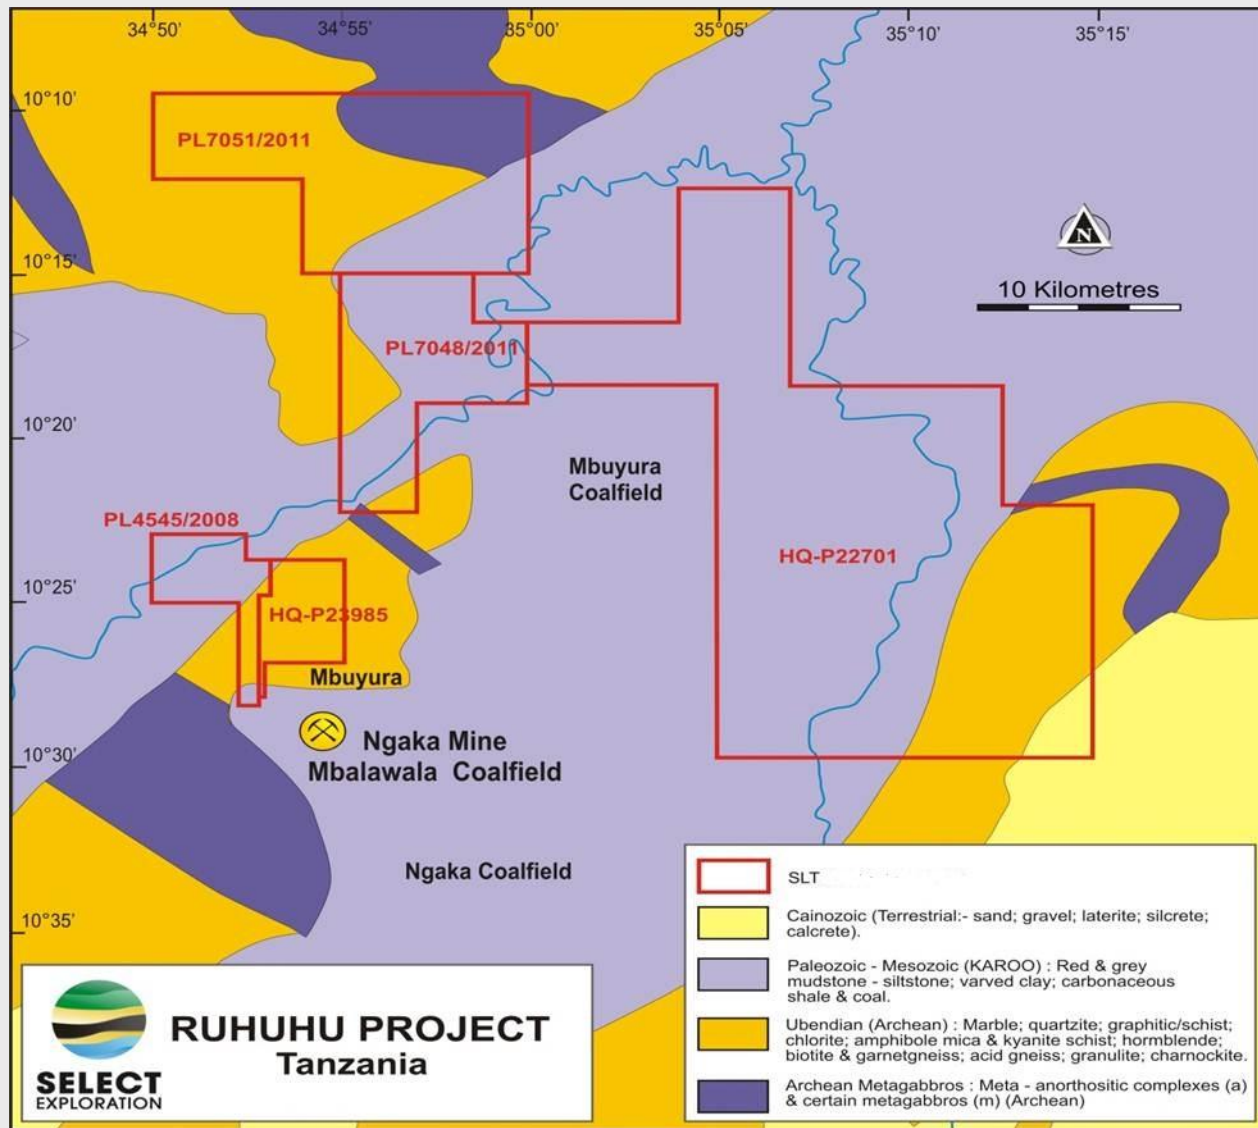 34°50' 34°55' 35°00' 35°05' 35°10' 35°15'
10°10'
PL7051/2011
N
10°15'
10 Kilometres
PL7048/2011
10°20'
Mbuyura
Coalfield
PL4545/2008
HQ-P22701
10°25'
HQ-P23985
Mbuyura
Ngaka Mine
Mbalawala Coalfield
10°30'
Ngaka Coalfield
10°35'
SLT
Cainozoic (Terrestrial:- sand; gravel; laterite; silcrete;
calcrete).
Paleozoic - Mesozoic (KAROO) : Red & grey
mudstone - siltstone; varved clay; carbonaceous
shale & coal.
Ubendian (Archean) : Marble; quartzite; graphitic/schist;
chlorite; amphibole mica & kyanite schist; hormblende;
biotite & garnetgneiss; acid gneiss; granulite; charnockite.
Archean Metagabbros : Meta - anorthositic complexes (a)
& certain metagabbros (m) (Archean)
RUHUHU PROJECT
Tanzania
SELECT
EXPLORATION